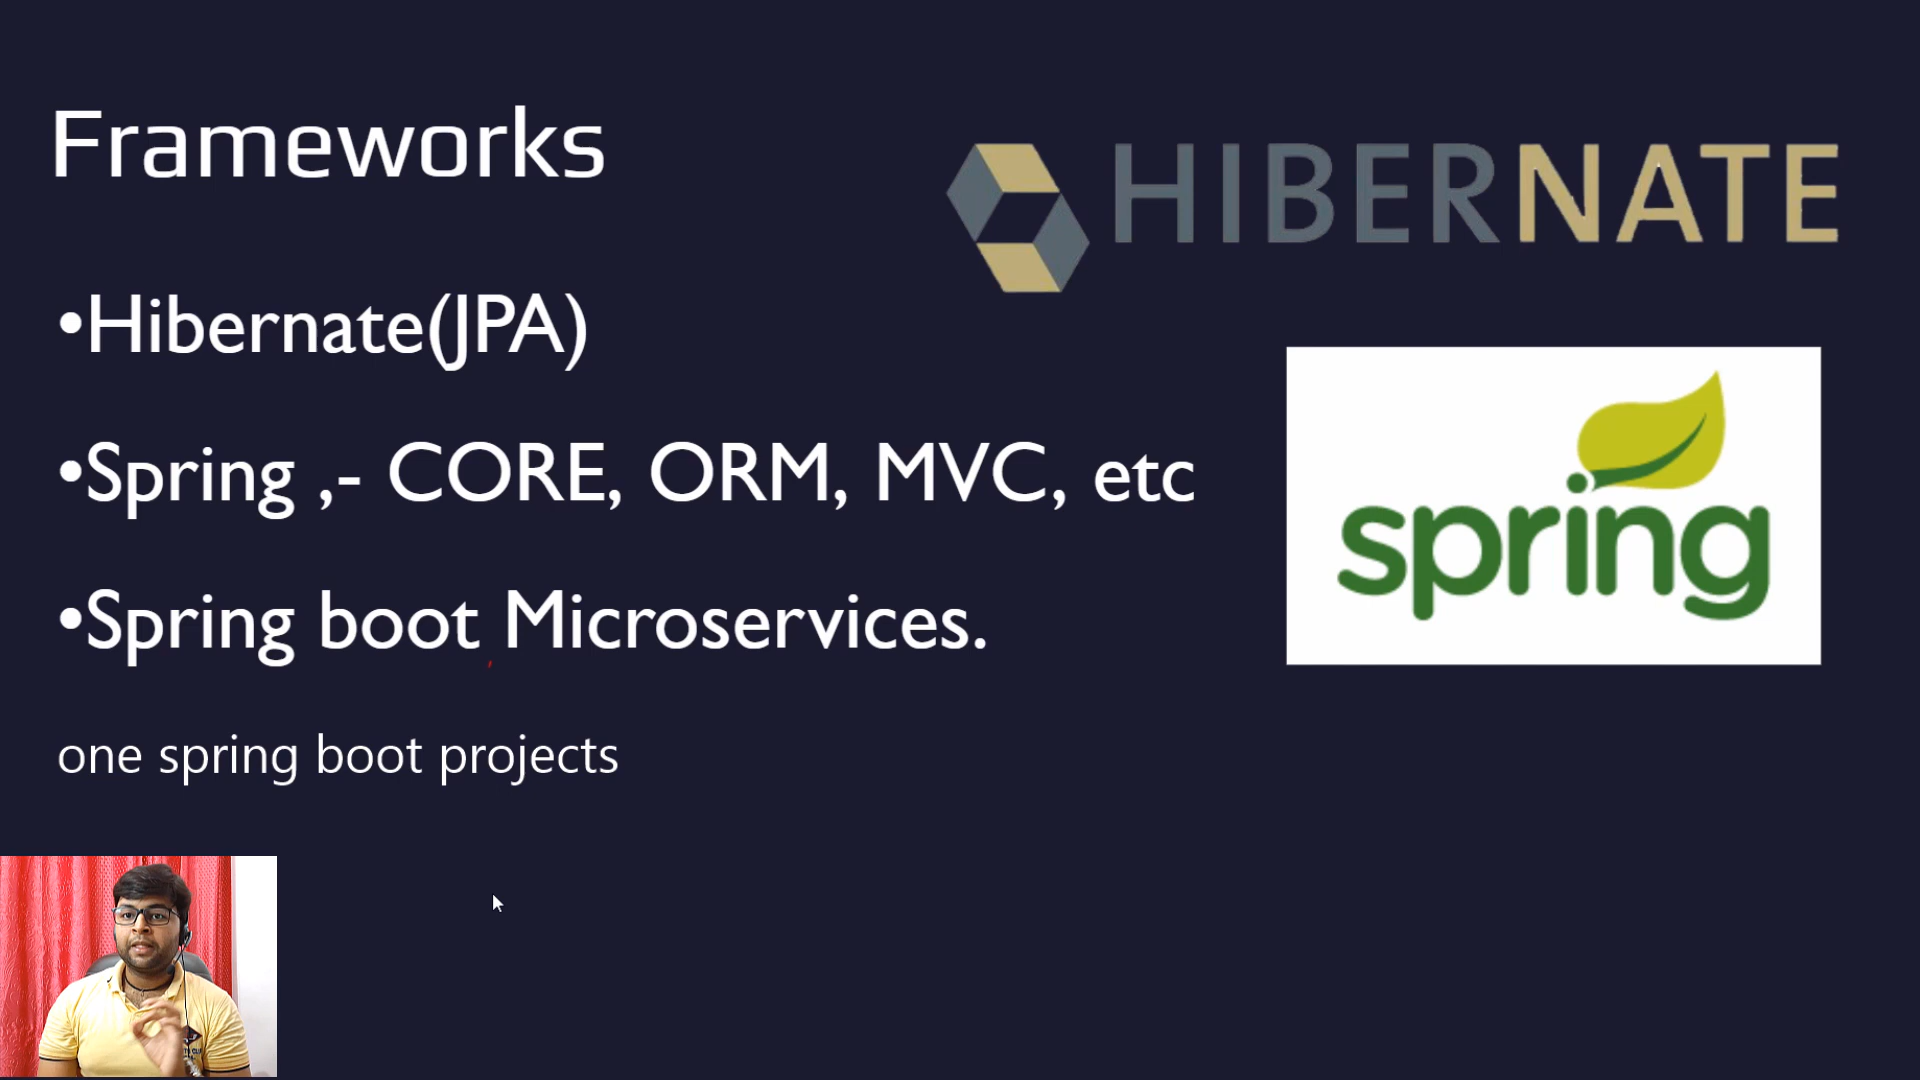 Frameworks
HIBERNATE
•Hibernate(JPA)
•Spring ,- CORE, ORM, MVC, etc
spring
•Spring boot Microservices.
one spring boot projects